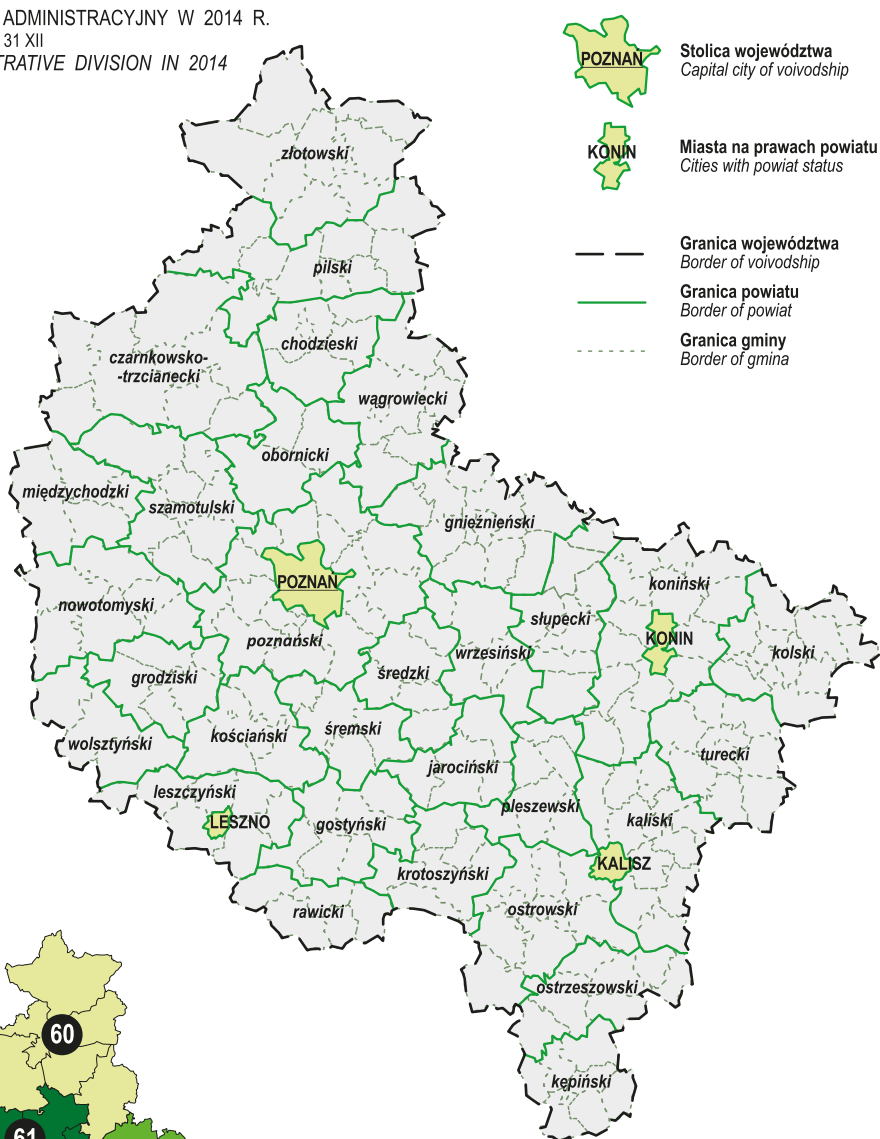 ADMINISTRACYJNY W 2014 R.
31 XII
TRATIVE DIVISION IN 2014
POZNAŃ
Stolica województwa
Capital city of voivodship
KONIN
Miasta na prawach powiatu
Cities with powiat status
Granica województwa
Border of voivodship
Granica powiatu
Border of powiat
Granica gminy
Border of gmina
złotowski
pilski
chodzieski
czarnkowsko-
-trzcianecki
wągrowiecki
obornicki
międzychodzki
szamotulski
gnieźnieński
POZNAŃ
koniński
nowotomyski
słupecki
KONIN
poznański
wrzesiński
kolski
średzki
grodziski
śremski
kościański
wolsztyński
turecki
jarociński
leszczyński
pleszewski
LESZNO
gostyński
kaliski
KALISZ
krotoszyński
rawicki
ostrowski
ostrzeszowski
kępiński
60
61